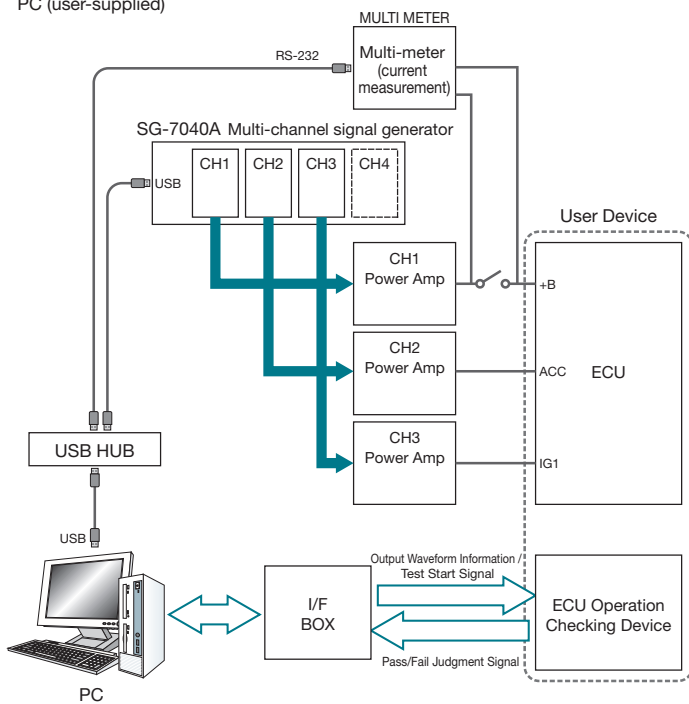 PC (user-supplied)
MULTI METER
RS-232
Multi-meter
(current
measurement)
SG-7040A Multi-channel signal generator
USB
CH1
CH2
CH3
CH4
User Device
CH1
Power Amp
+B
CH2
Power Amp
ACC
ECU
CH3
Power Amp
IG1
USB HUB
USB
Output Waveform Information /
Test Start Signal
I/F
BOX
ECU Operation
Checking Device
Pass/Fail Judgment Signal
PC